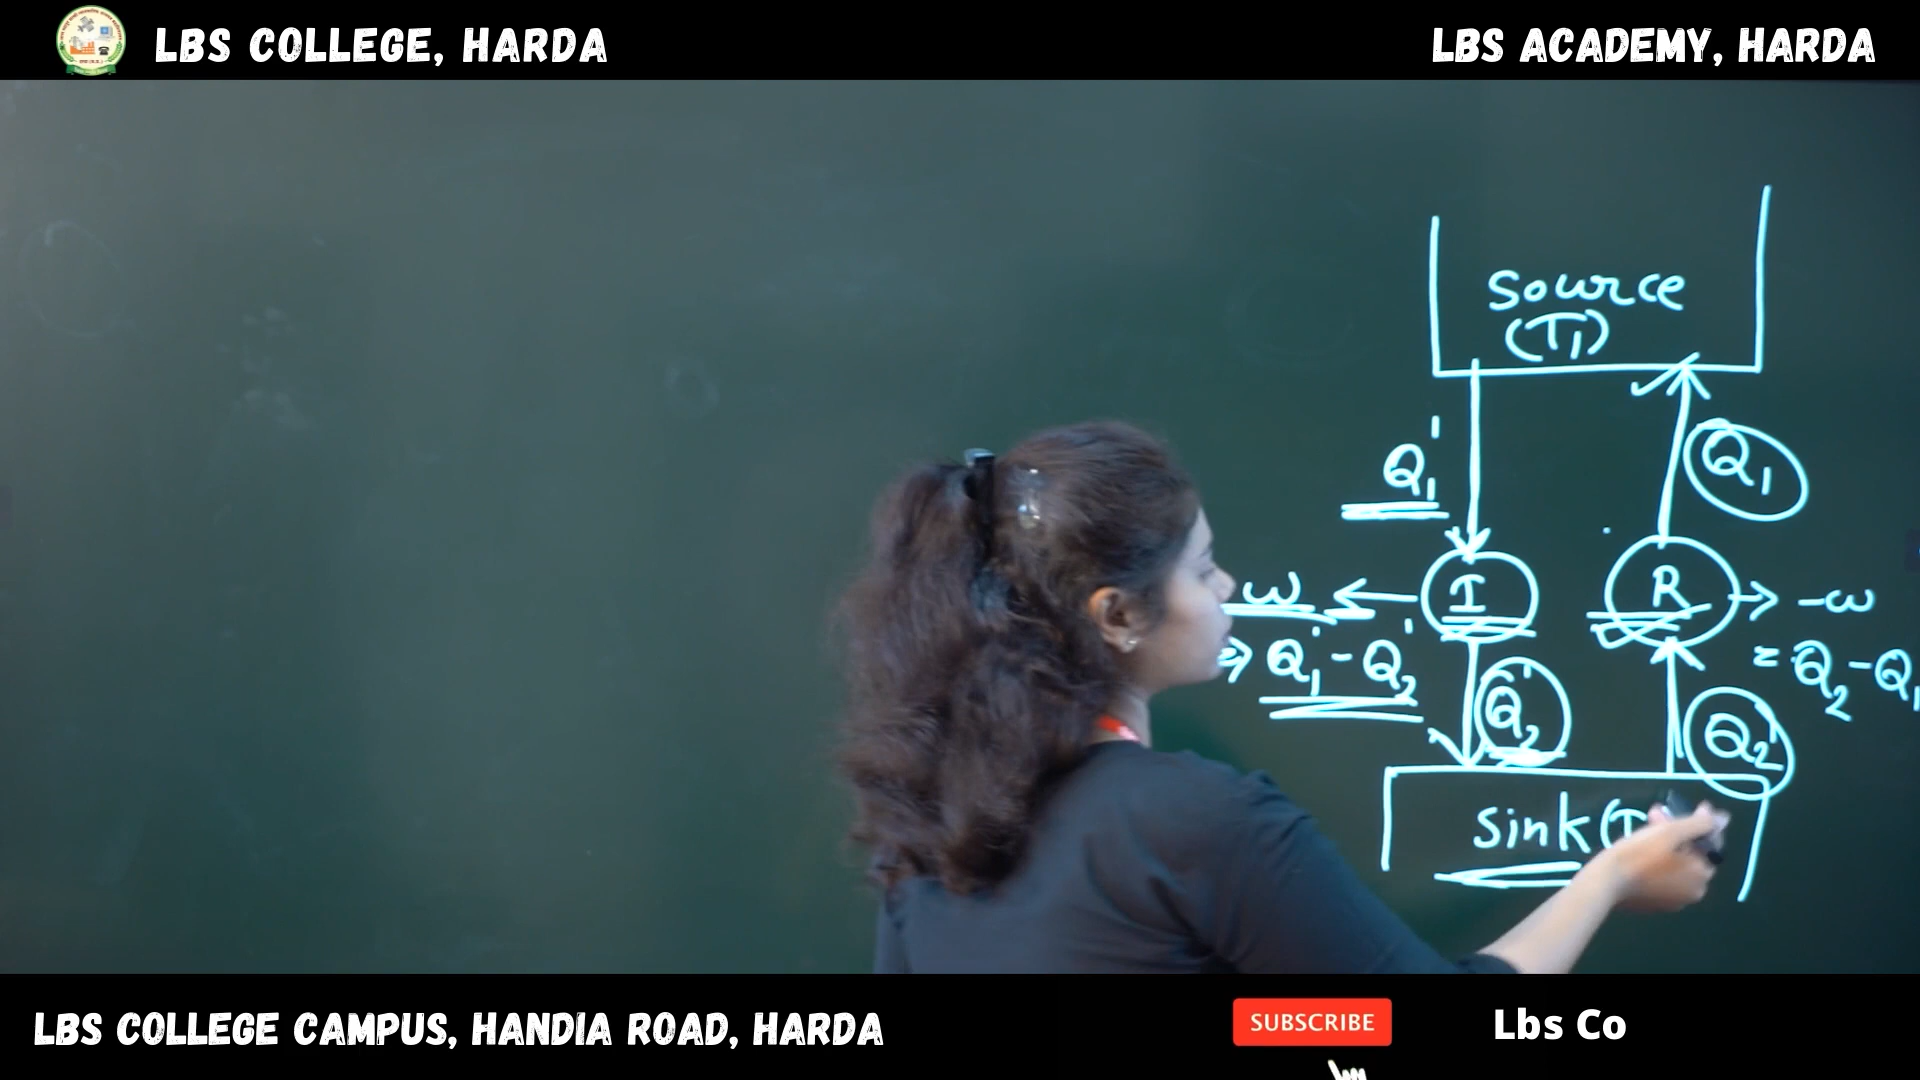 LBS COLLEGE, HARDA
LBS ACADEMY, HARDA
Source
(T₁)
Q₁'
Q₁
I
R
ω
-ω
⇒ Q₁' - Q₂'
= Q₂ - Q₁
Q₂'
Q₂
Sink (T
LBS COLLEGE CAMPUS, HANDIA ROAD, HARDA
SUBSCRIBE
Lbs Co